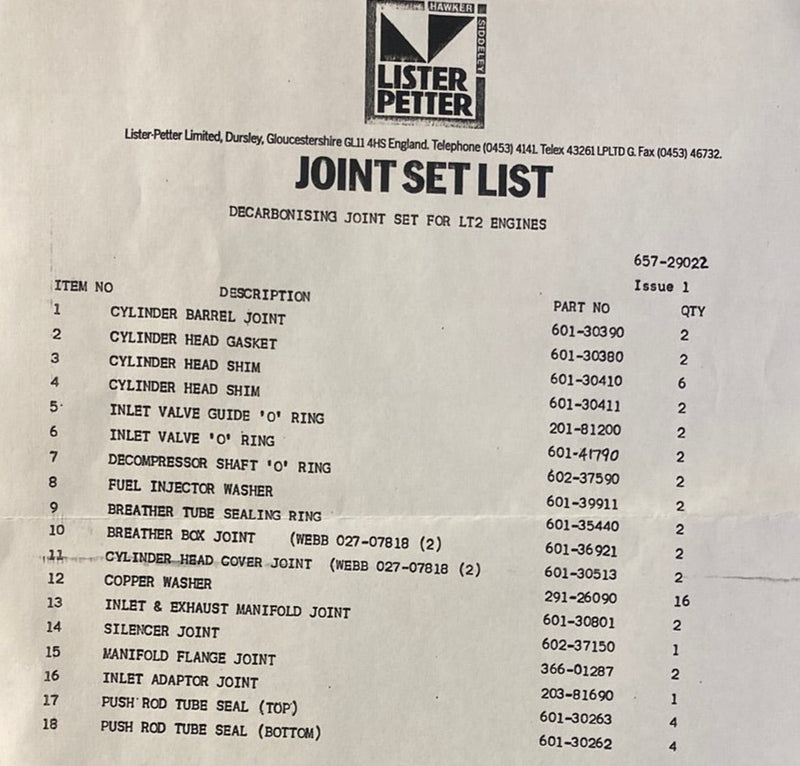 HAWKER
SIDDELEY
LISTER
PETTER
Lister-Petter Limited, Dursley, Gloucestershire GL11 4HS England. Telephone (0453) 4141. Telex 43261 LPLTD G. Fax (0453) 46732.
JOINT SET LIST
DECARBONISING JOINT SET FOR LT2 ENGINES
657-29022
Issue 1
ITEM NO DESCRIPTION PART NO QTY
1 CYLINDER BARREL JOINT 601-30390 2
2 CYLINDER HEAD GASKET 601-30380 2
3 CYLINDER HEAD SHIM 601-30410 6
4 CYLINDER HEAD SHIM 601-30411 2
5 INLET VALVE GUIDE 'O' RING 201-81200 2
6 INLET VALVE 'O' RING 601-41790 2
7 DECOMPRESSOR SHAFT 'O' RING 602-37590 2
8 FUEL INJECTOR WASHER 601-39911 2
9 BREATHER TUBE SEALING RING 601-35440 2
10 BREATHER BOX JOINT (WEBB 027-07818 (2) 601-36921 2
11 CYLINDER HEAD COVER JOINT (WEBB 027-07818 (2) 601-30513 2
12 COPPER WASHER 291-26090 16
13 INLET & EXHAUST MANIFOLD JOINT 601-30801 2
14 SILENCER JOINT 602-37150 1
15 MANIFOLD FLANGE JOINT 366-01287 2
16 INLET ADAPTOR JOINT 203-81690 1
17 PUSH ROD TUBE SEAL (TOP) 601-30263 4
18 PUSH ROD TUBE SEAL (BOTTOM) 601-30262 4